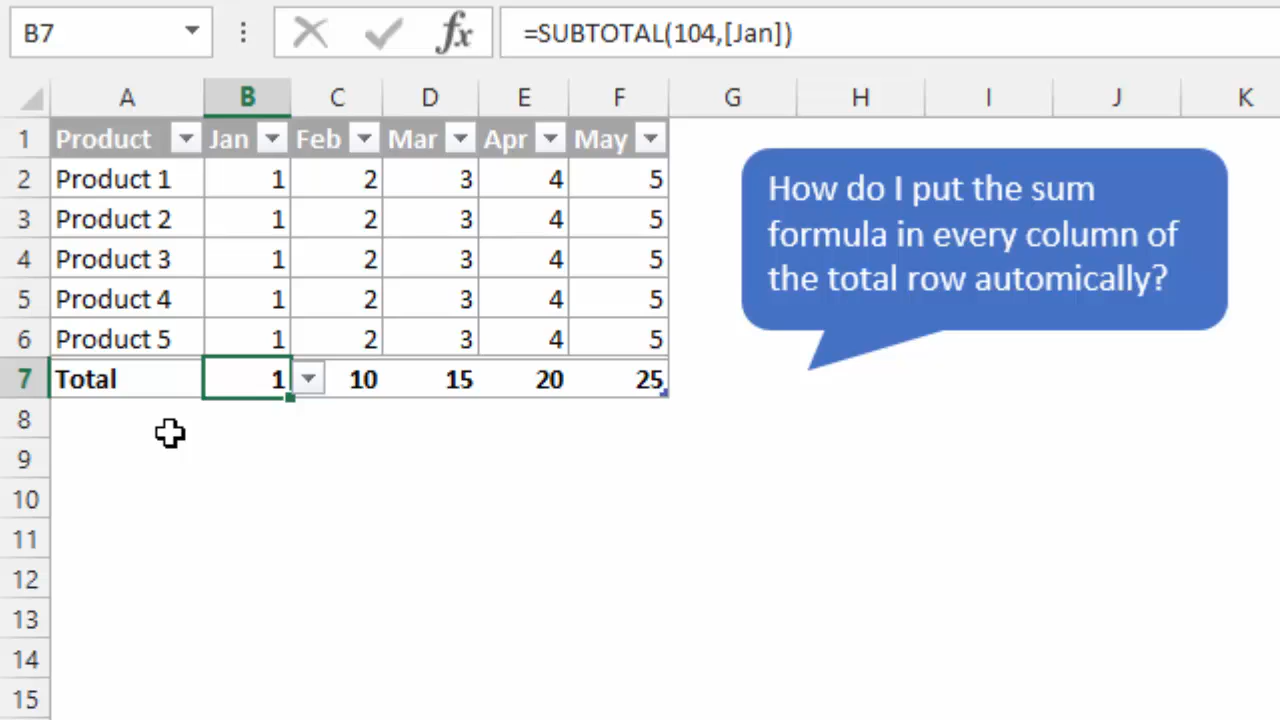 B7 fx =SUBTOTAL(104,[Jan])
A B C D E F G H I J K
1 Product Jan Feb Mar Apr May
2 Product 1 1 2 3 4 5
3 Product 2 1 2 3 4 5
4 Product 3 1 2 3 4 5
5 Product 4 1 2 3 4 5
6 Product 5 1 2 3 4 5
7 Total 1 10 15 20 25
8
9
10
11
12
13
14
15
How do I put the sum
formula in every column of
the total row automically?